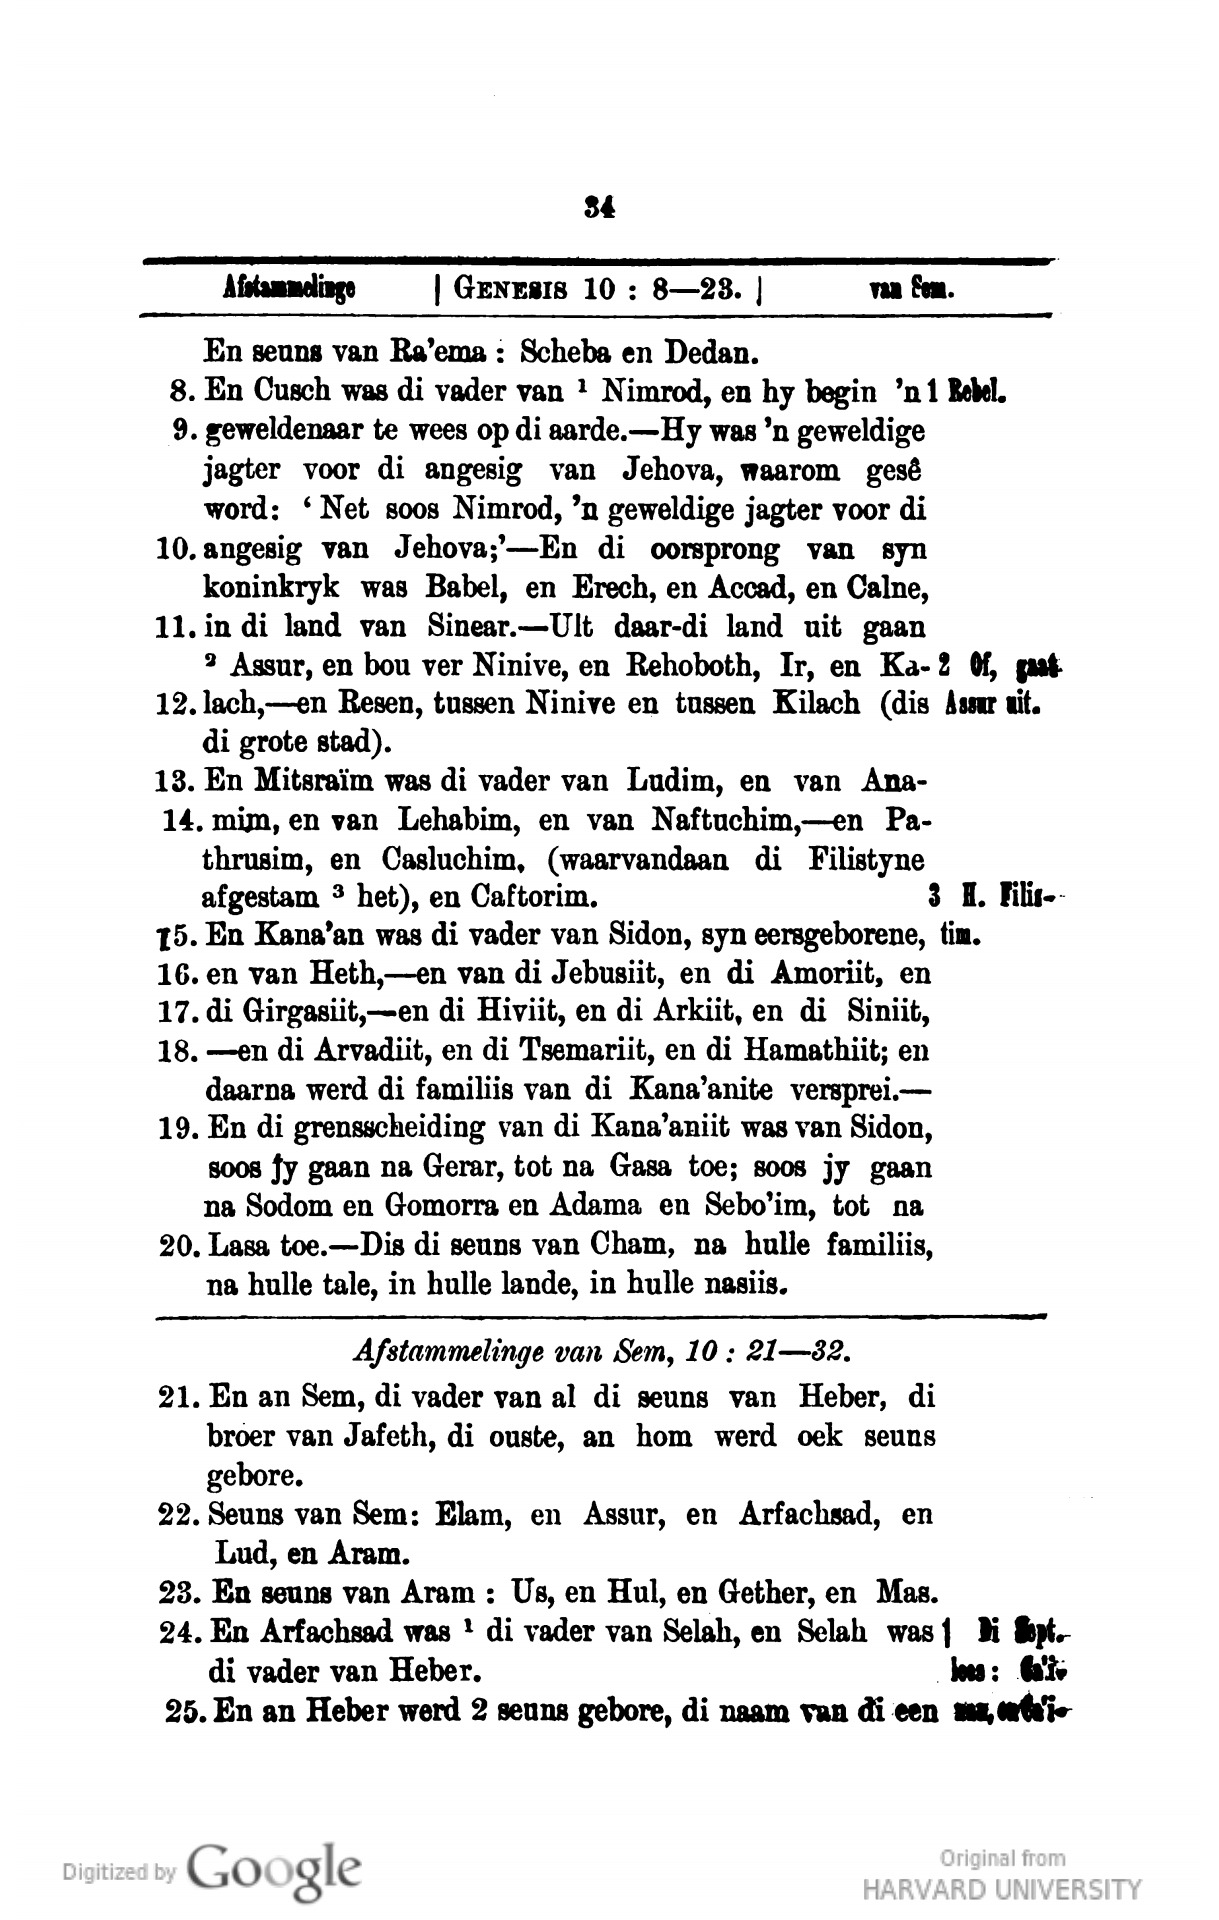 34
Afstammelinge | GENESIS 10 : 8—23. | van Sem.
En seuns van Ra'ema : Scheba en Dedan.
8. En Cusch was di vader van ¹ Nimrod, en hy begin 'n 1 Rebel.
9. geweldenaar te wees op di aarde.—Hy was 'n geweldige
jagter voor di angesig van Jehova, waarom gesê
word: ‘ Net soos Nimrod, 'n geweldige jagter voor di
10. angesig van Jehova;’—En di oorsprong van syn
koninkryk was Babel, en Erech, en Accad, en Calne,
11. in di land van Sinear.—Uit daar-di land uit gaan
² Assur, en bou ver Ninive, en Rehoboth, Ir, en Ka- 2 Of, gaat
12. lach,—en Resen, tussen Ninive en tussen Kilach (dis Assur uit.
di grote stad).
13. En Mitsraïm was di vader van Ludim, en van Ana-
14. mim, en van Lehabim, en van Naftuchim,—en Pa-
thrusim, en Casluchim, (waarvandaan di Filistyne
afgestam ³ het), en Caftorim. 3 H. Filis-
15. En Kana'an was di vader van Sidon, syn eersgeborene, tim.
16. en van Heth,—en van di Jebusiit, en di Amoriit, en
17. di Girgasiit,—en di Hiviit, en di Arkiit, en di Siniit,
18. —en di Arvadiit, en di Tsemariit, en di Hamathiit; en
daarna werd di familiis van di Kana'anite versprei.—
19. En di grensscheiding van di Kana'aniit was van Sidon,
soos jy gaan na Gerar, tot na Gasa toe; soos jy gaan
na Sodom en Gomorra en Adama en Sebo'im, tot na
20. Lasa toe.—Dis di seuns van Cham, na hulle familiis,
na hulle tale, in hulle lande, in hulle nasiis.
Afstammelinge van Sem, 10 : 21—32.
21. En an Sem, di vader van al di seuns van Heber, di
broer van Jafeth, di ouste, an hom werd oek seuns
gebore.
22. Seuns van Sem: Elam, en Assur, en Arfachsad, en
Lud, en Aram.
23. En seuns van Aram : Us, en Hul, en Gether, en Mas.
24. En Arfachsad was ¹ di vader van Selah, en Selah was 1 Di Sept.
di vader van Heber. lees:
25. En an Heber werd 2 seuns gebore, di naam van di een
Digitized by Google
Original from
HARVARD UNIVERSITY